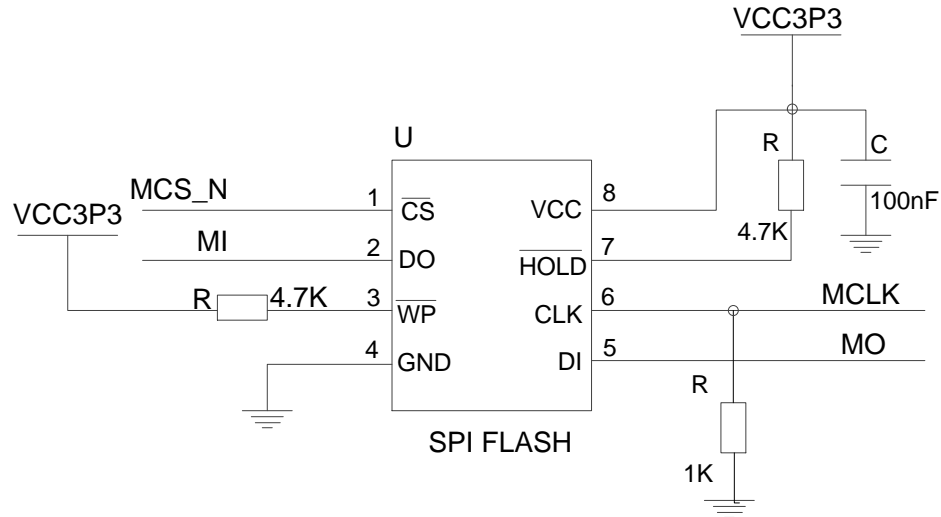 VCC3P3
U
R
C
100nF
4.7K
MCS_N
1
CS
VCC
8
VCC3P3
MI
2
DO
HOLD
7
R
4.7K
3
WP
CLK
6
MCLK
4
GND
DI
5
MO
R
SPI FLASH
1K